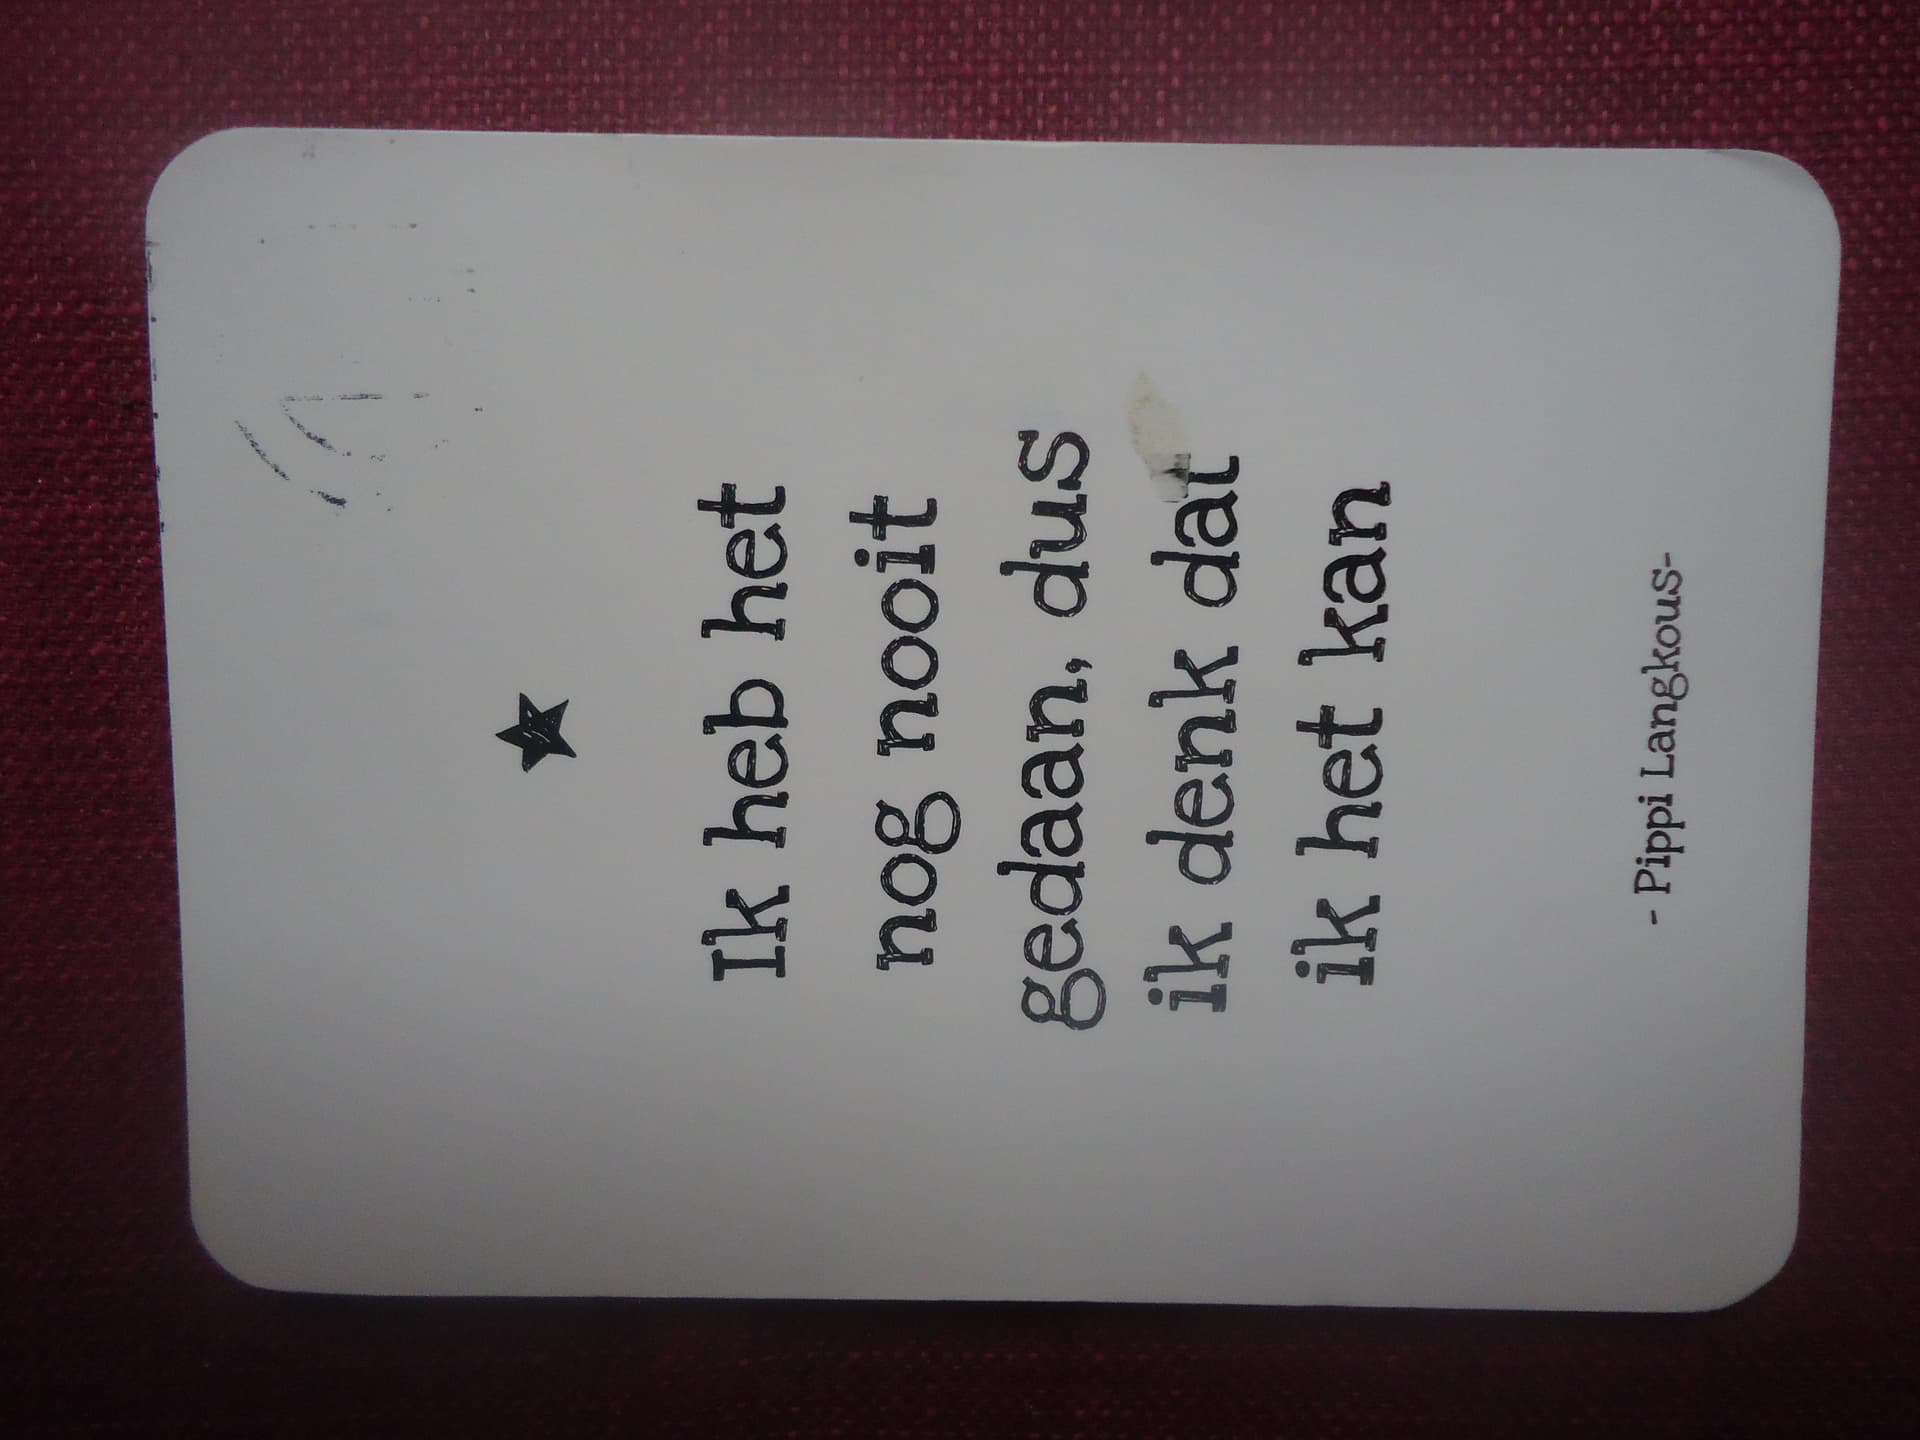 Ik heb het
nog nooit
gedaan, dus
ik denk dat
ik het kan
- Pippi Langkous-